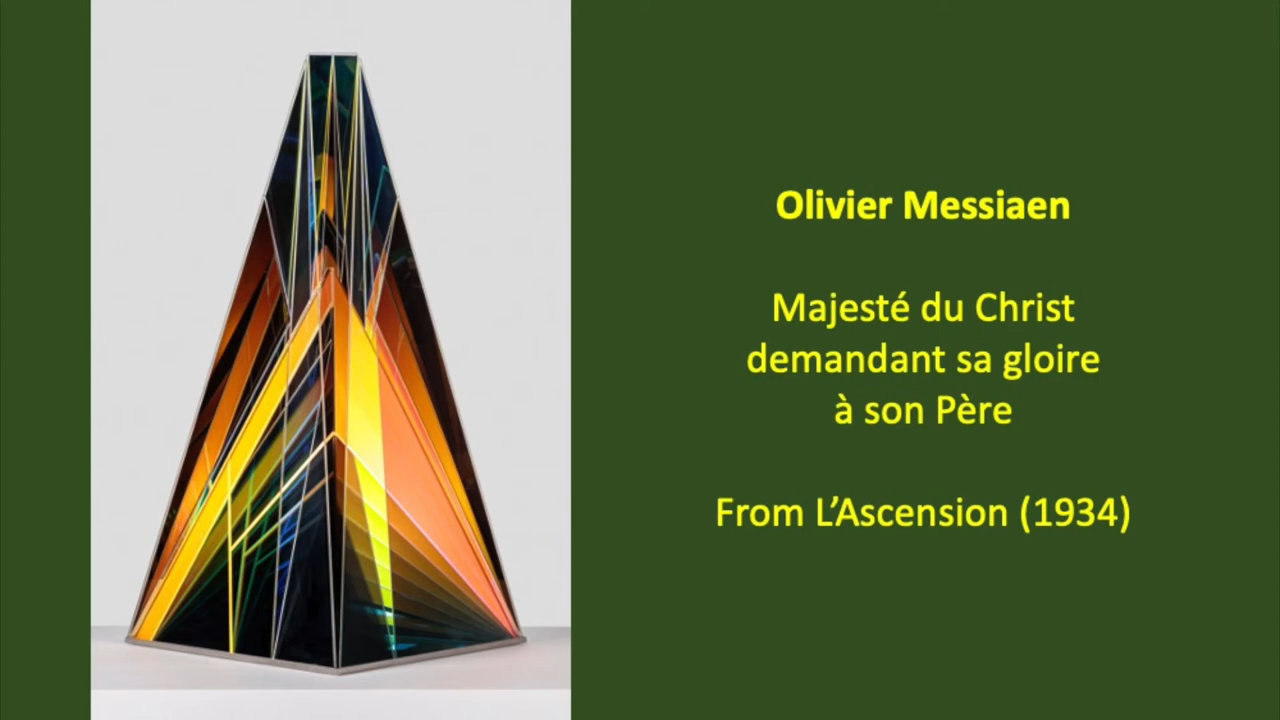 Olivier Messiaen
Majesté du Christ
demandant sa gloire
à son Père
From L’Ascension (1934)